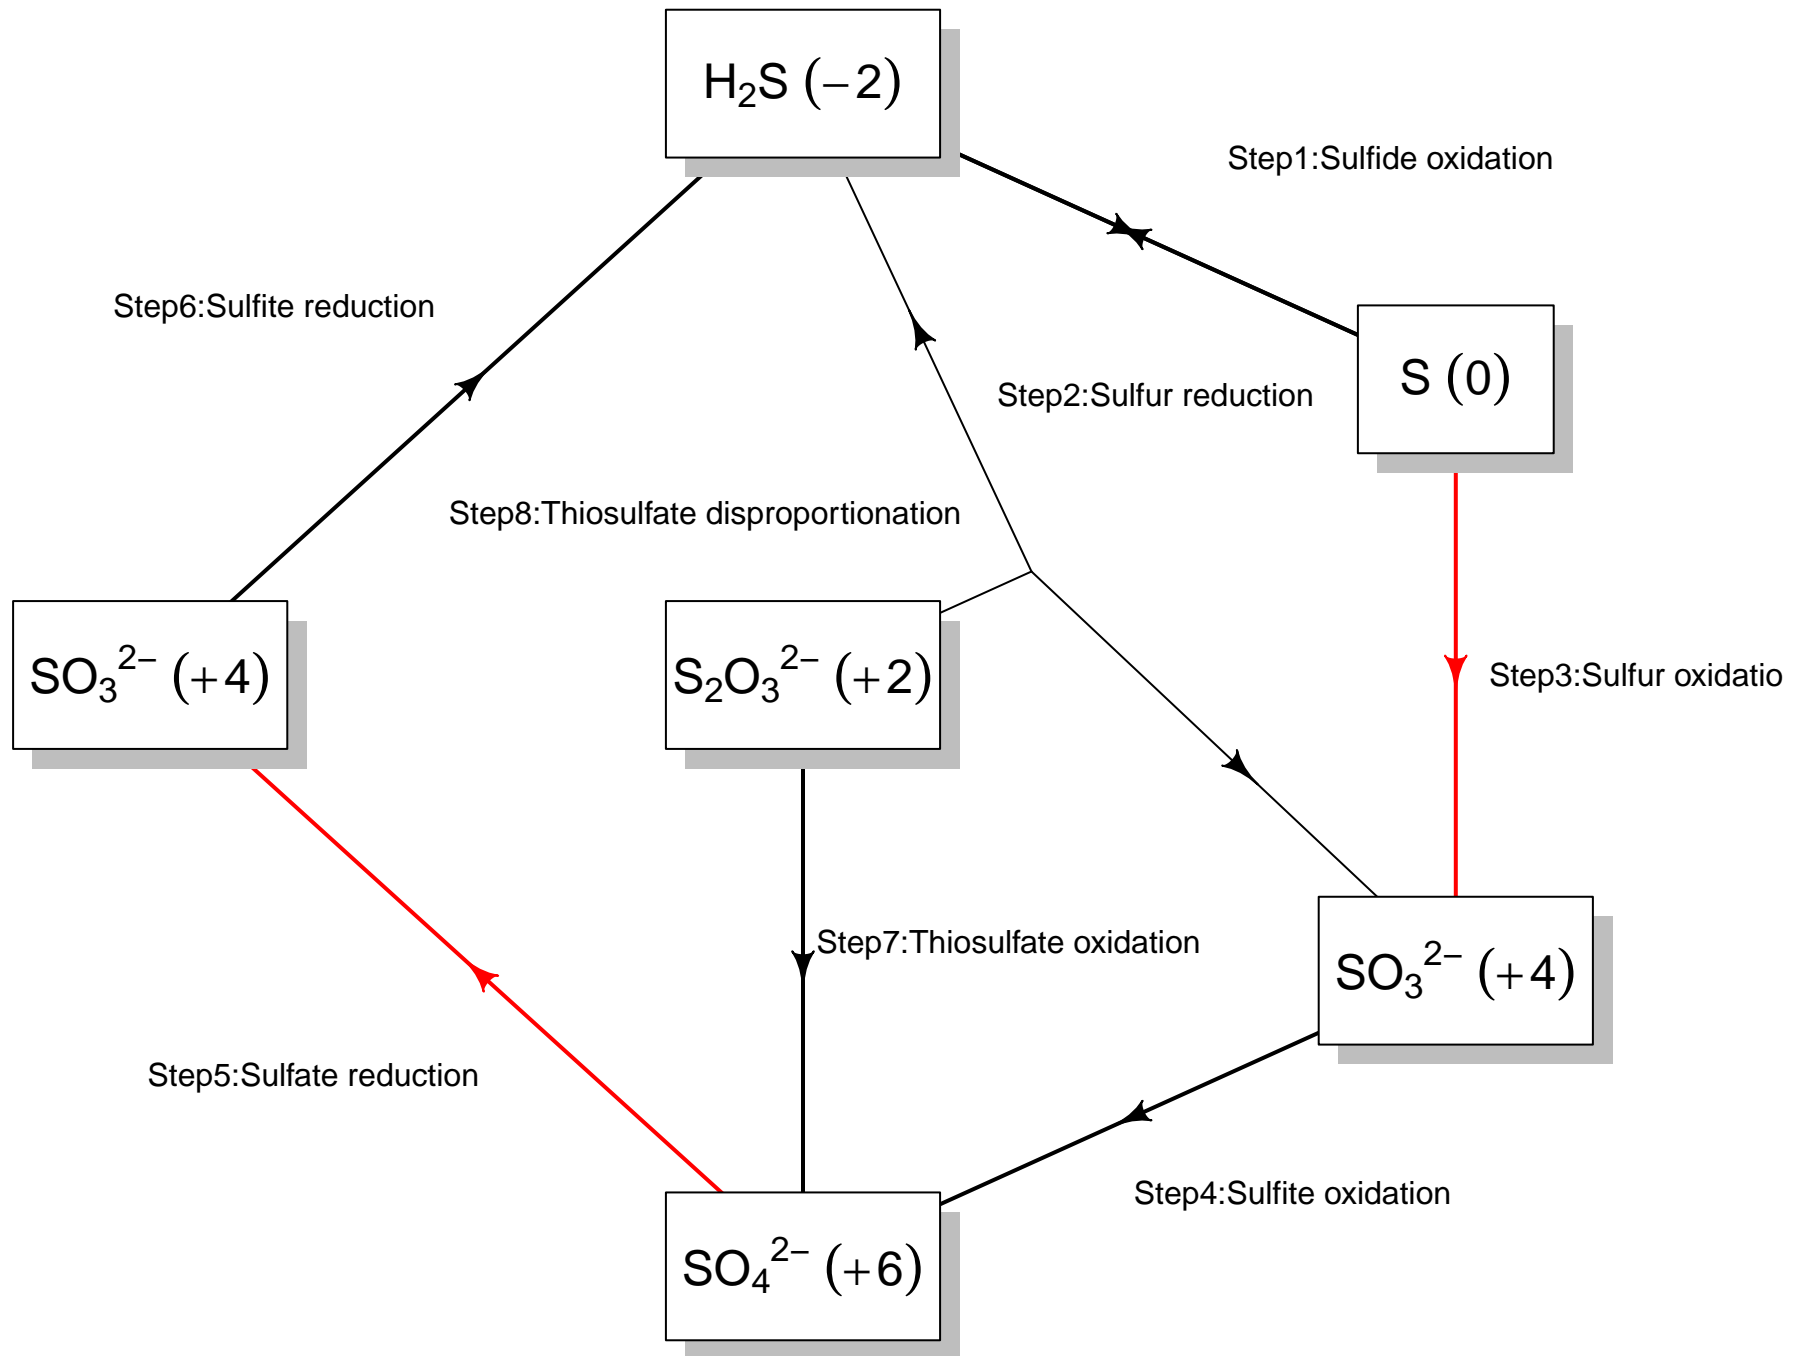 H₂S (−2)
Step1:Sulfide oxidation
Step6:Sulfite reduction
S (0)
Step2:Sulfur reduction
Step8:Thiosulfate disproportionation
SO₃²⁻ (+4)
S₂O₃²⁻ (+2)
Step3:Sulfur oxidatio
Step7:Thiosulfate oxidation
SO₃²⁻ (+4)
Step5:Sulfate reduction
Step4:Sulfite oxidation
SO₄²⁻ (+6)